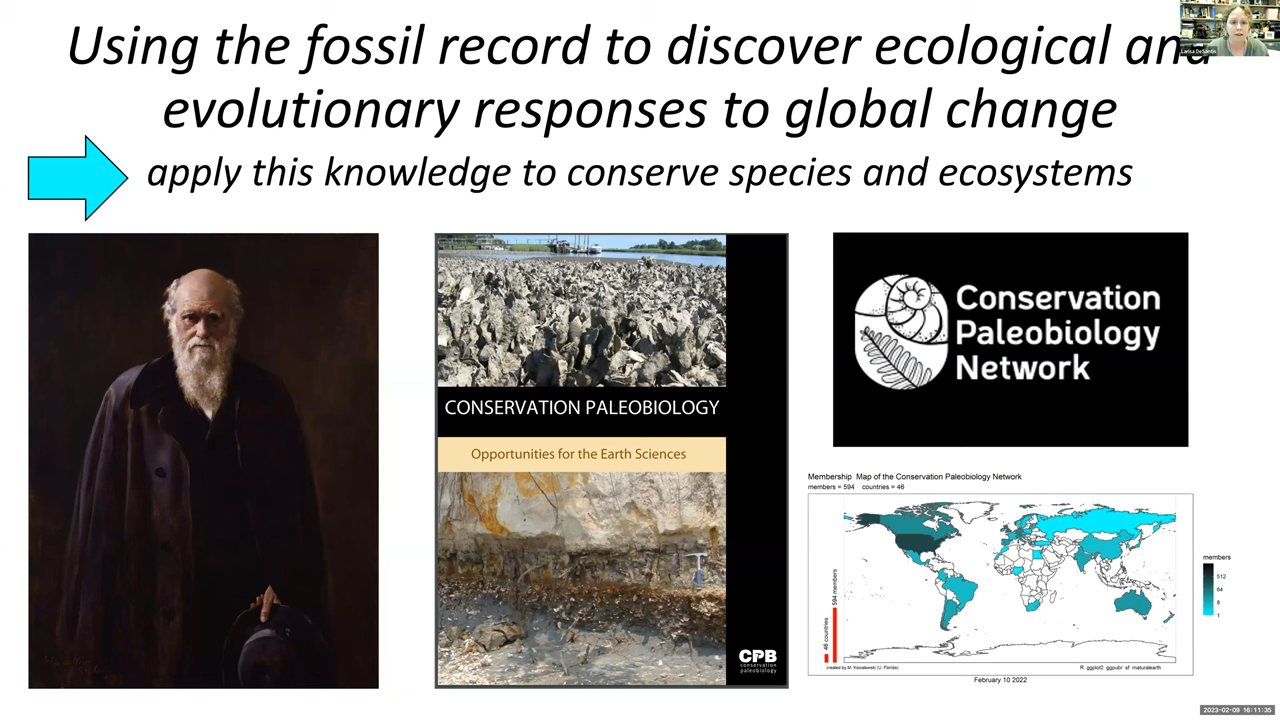 Using the fossil record to discover ecological and
evolutionary responses to global change
apply this knowledge to conserve species and ecosystems
Larisa DeSantis
CONSERVATION PALEOBIOLOGY
Opportunities for the Earth Sciences
CPB
conservation
paleobiology
Conservation
Paleobiology
Network
Membership Map of the Conservation Paleobiology Network
members = 594 countries = 46
46 countries
594 members
members
512
64
8
1
created by M. Kowalewski (U. Florida)
R ggplot2 ggpubr sf rnaturalearth
February 10 2022
2023-02-09 16:11:35